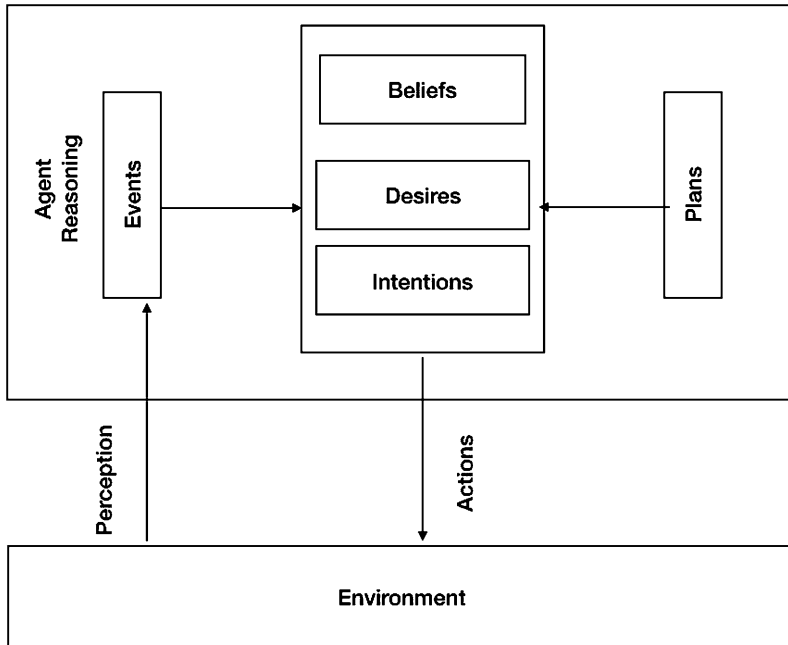 Agent
Reasoning
Events
Beliefs
Desires
Intentions
Plans
Perception
Actions
Environment